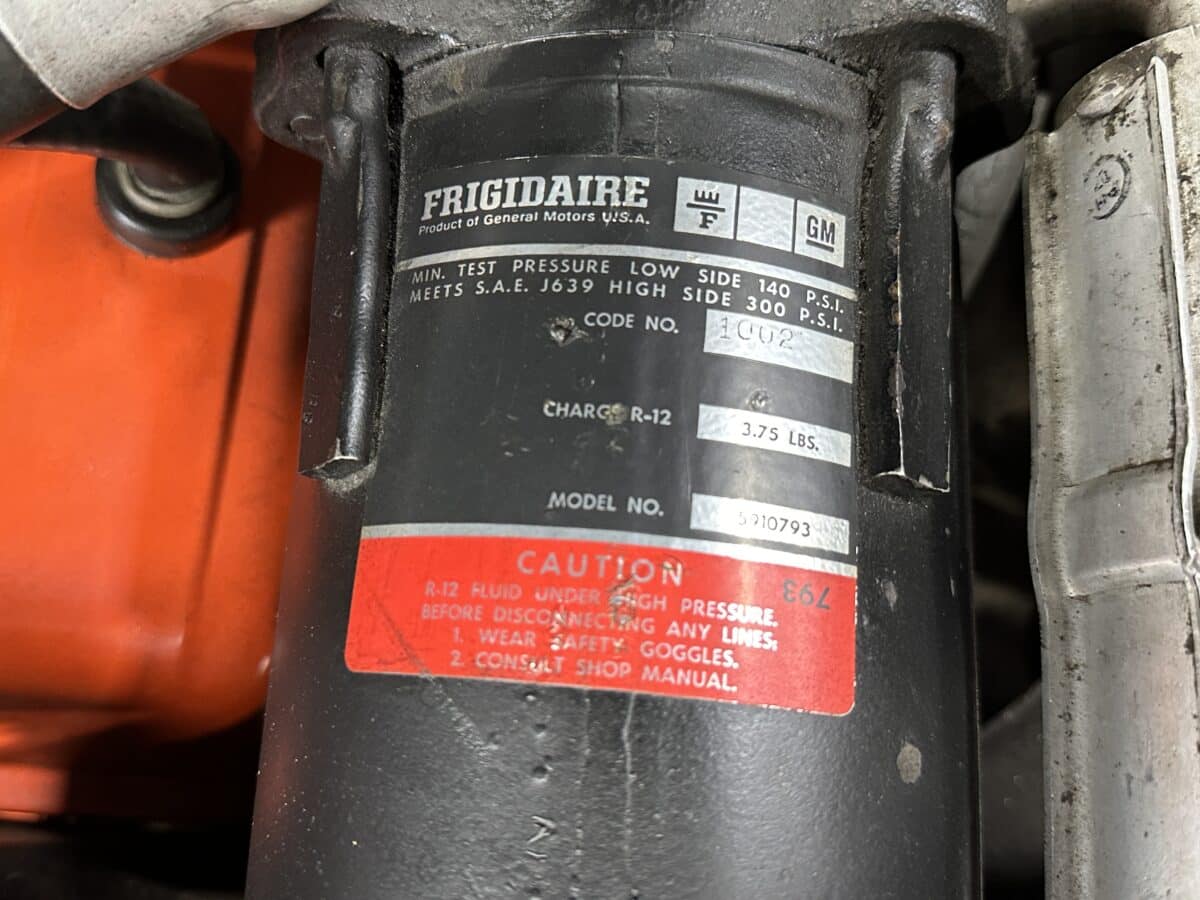 FRIGIDAIRE
Product of General Motors U.S.A.
F
GM
MIN. TEST PRESSURE LOW SIDE 140 P.S.I.
MEETS S.A.E. J639 HIGH SIDE 300 P.S.I.
CODE NO. 1002
CHARGE R-12 3.75 LBS.
MODEL NO. 5910793
CAUTION
793
R-12 FLUID UNDER HIGH PRESSURE.
BEFORE DISCONNECTING ANY LINES:
1. WEAR SAFETY GOGGLES.
2. CONSULT SHOP MANUAL.